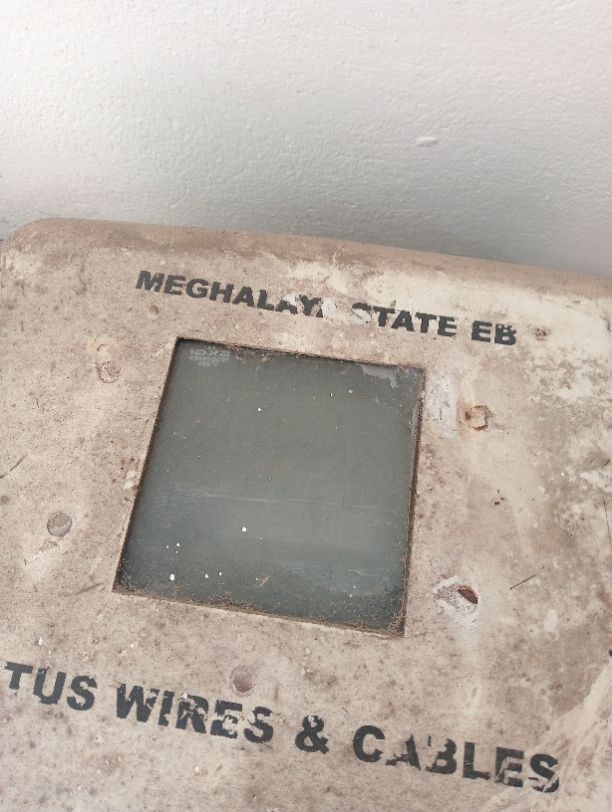 MEGHALAYA STATE EB
TUS WIRES & CABLES